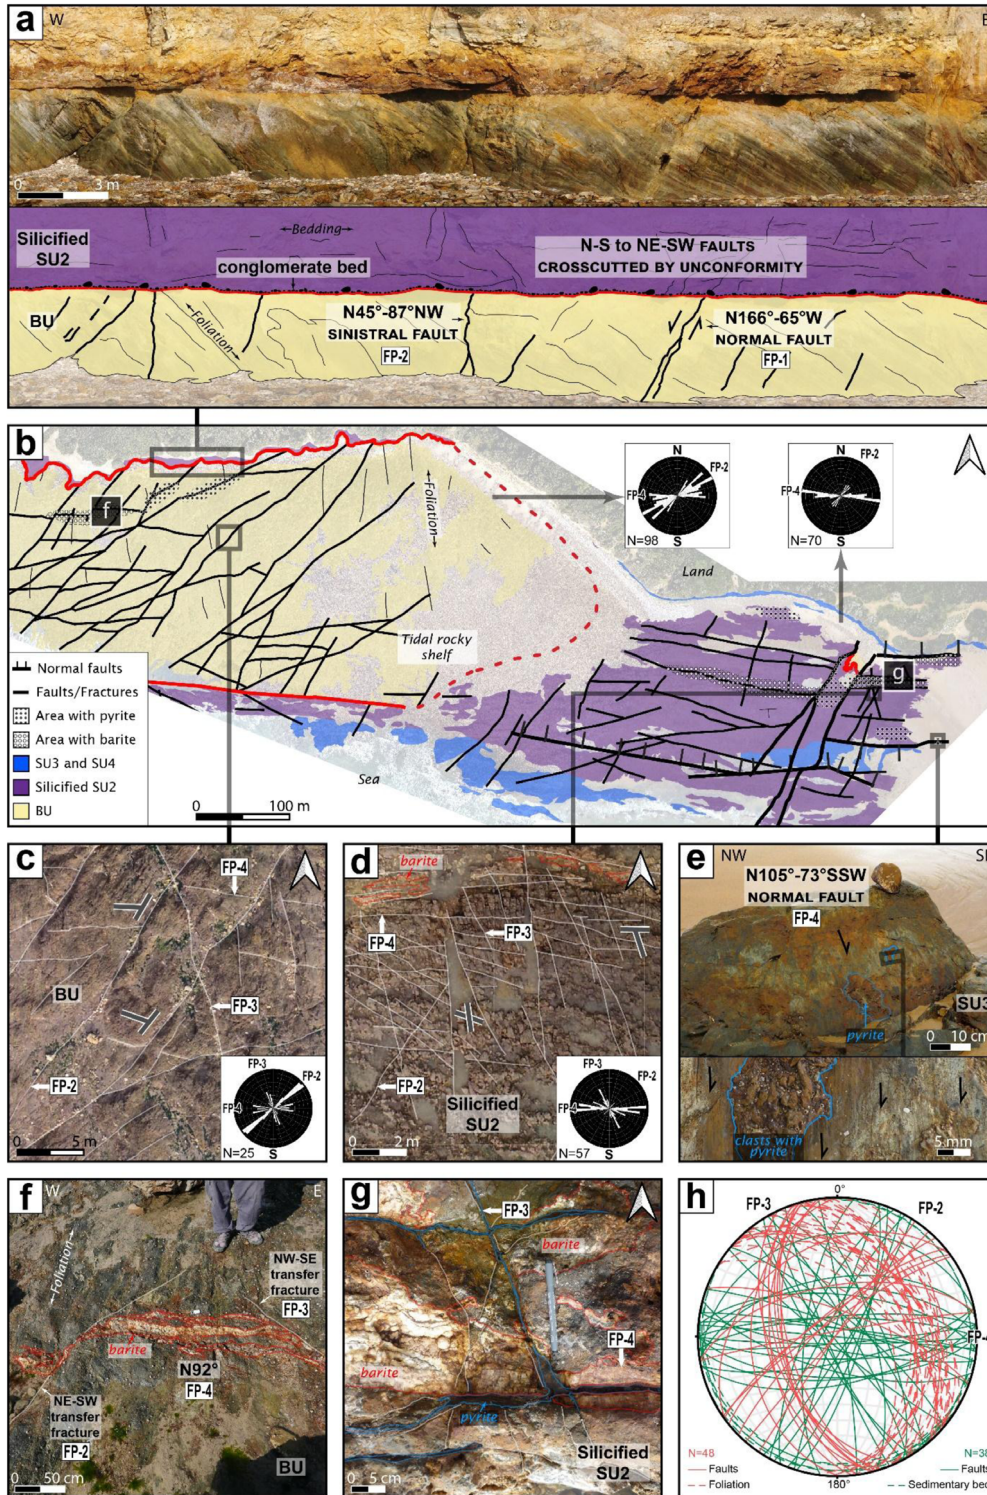 a
W
E
0
3 m
Bedding
Silicified
SU2
N-S to NE-SW FAULTS
CROSSCUTTED BY UNCONFORMITY
conglomerate bed
BU
Foliation
N45°-87°NW
SINISTRAL FAULT
FP-2
N166°-65°W
NORMAL FAULT
FP-1
b
f
Foliation
N
FP-2
FP-4
N=98
S
N
FP-2
FP-4
N=70
S
Land
Tidal rocky
shelf
g
Sea
Normal faults
Faults/Fractures
Area with pyrite
Area with barite
SU3 and SU4
Silicified SU2
BU
0
100 m
c
FP-4
BU
FP-3
FP-2
0
5 m
FP-2
FP-4
N=25
S
d
barite
FP-4
FP-3
FP-2
Silicified
SU2
0
2 m
FP-3
FP-2
FP-4
N=57
S
e
NW
N105°-73°SSW
NORMAL FAULT
FP-4
pyrite
SU3
0
10 cm
clasts with
pyrite
5 mm
f
W
E
Foliation
NW-SE
transfer
fracture
FP-3
barite
N92°
FP-4
NE-SW
transfer
fracture
FP-2
BU
0
50 cm
g
FP-3
barite
FP-4
barite
pyrite
Silicified
SU2
0
5 cm
h
0°
FP-3
FP-2
FP-4
N=48
Faults
Foliation
180°
N=38
Faults
Sedimentary bed